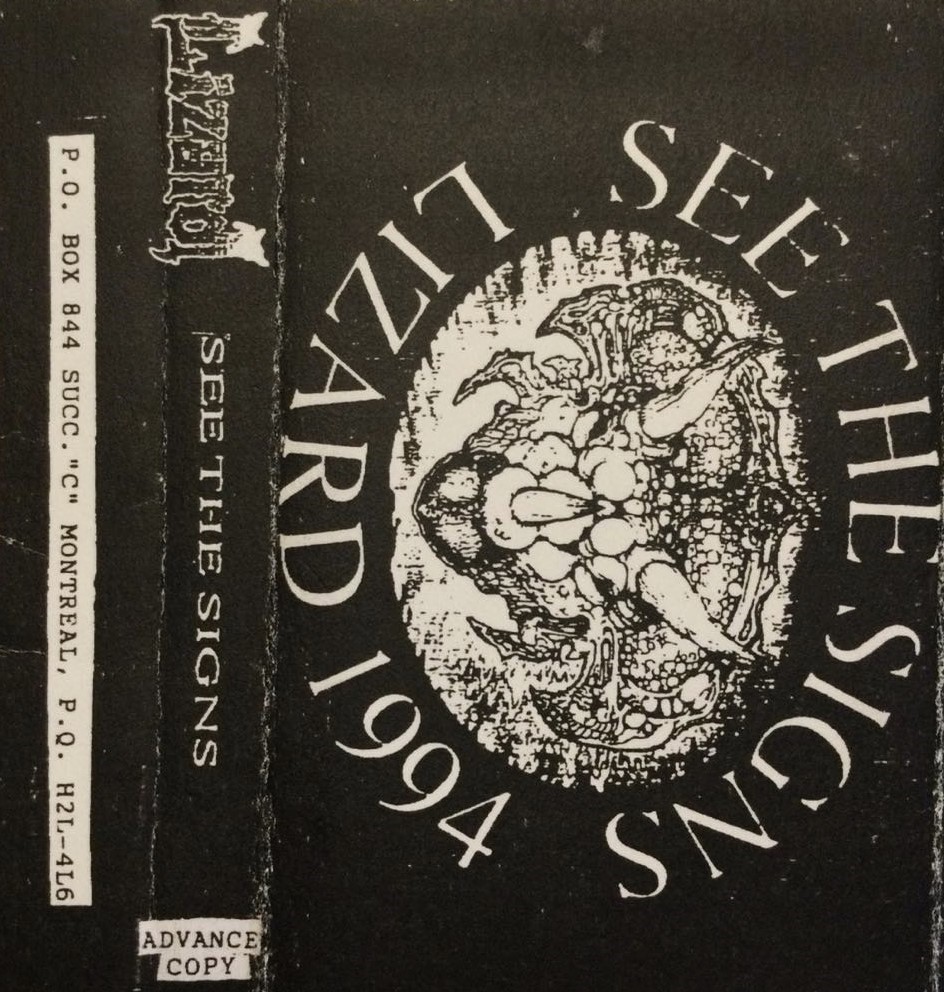 P.O. BOX 844 SUCC."C" MONTREAL, P.Q. H2L-4L6
Lizard
SEE THE SIGNS
ADVANCE
COPY
SEE THE SIGNS
LIZARD 1994